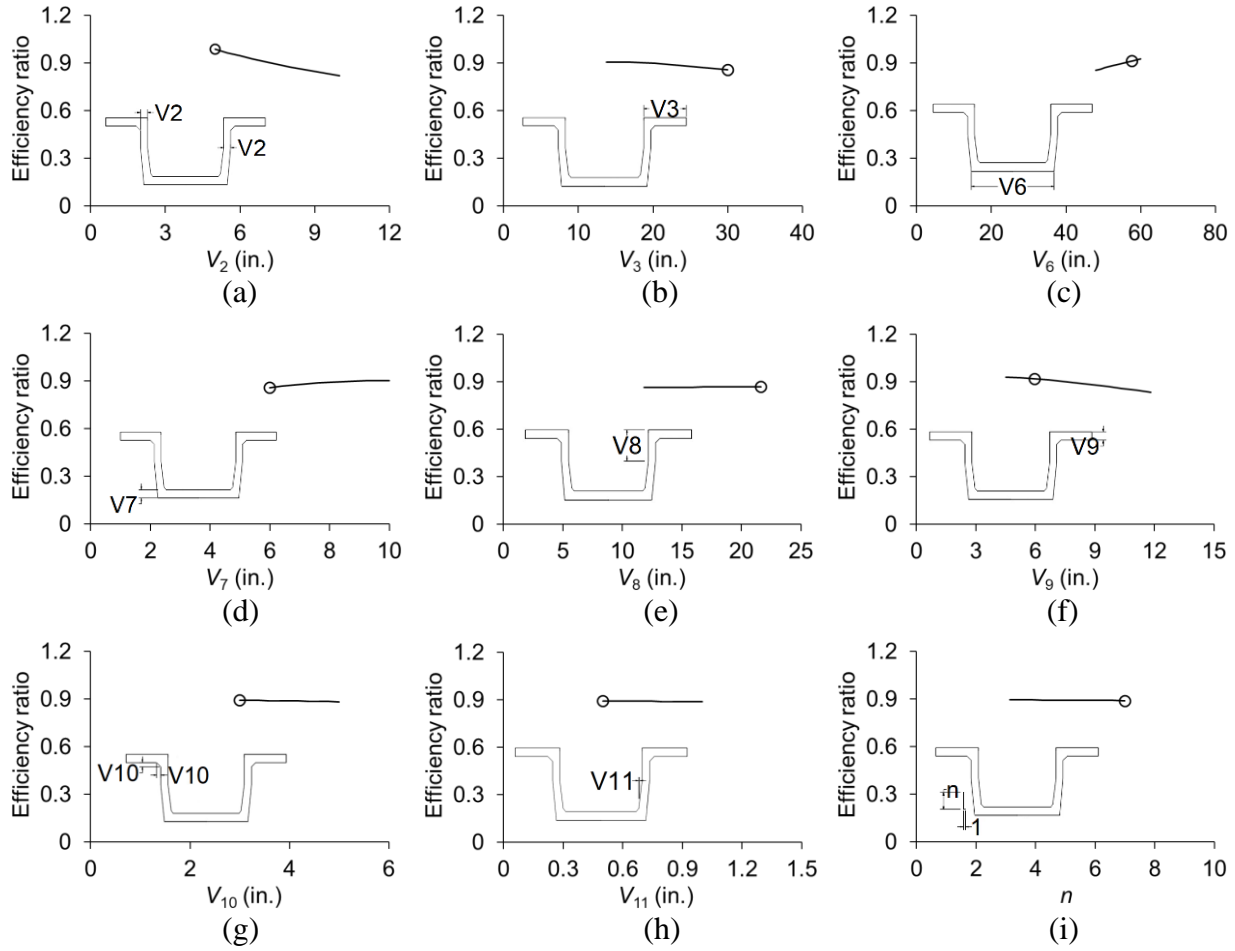 Efficiency ratio
1.2
0.9
0.6
0.3
0
V2
V2
0 3 6 9 12
V2 (in.)
(a)
Efficiency ratio
1.2
0.9
0.6
0.3
0
V3
0 10 20 30 40
V3 (in.)
(b)
Efficiency ratio
1.2
0.9
0.6
0.3
0
V6
0 20 40 60 80
V6 (in.)
(c)
Efficiency ratio
1.2
0.9
0.6
0.3
0
V7
0 2 4 6 8 10
V7 (in.)
(d)
Efficiency ratio
1.2
0.9
0.6
0.3
0
V8
0 5 10 15 20 25
V8 (in.)
(e)
Efficiency ratio
1.2
0.9
0.6
0.3
0
V9
0 3 6 9 12 15
V9 (in.)
(f)
Efficiency ratio
1.2
0.9
0.6
0.3
0
V10 V10
0 2 4 6
V10 (in.)
(g)
Efficiency ratio
1.2
0.9
0.6
0.3
0
V11
0 0.3 0.6 0.9 1.2 1.5
V11 (in.)
(h)
Efficiency ratio
1.2
0.9
0.6
0.3
0
n
1
0 2 4 6 8 10
n
(i)